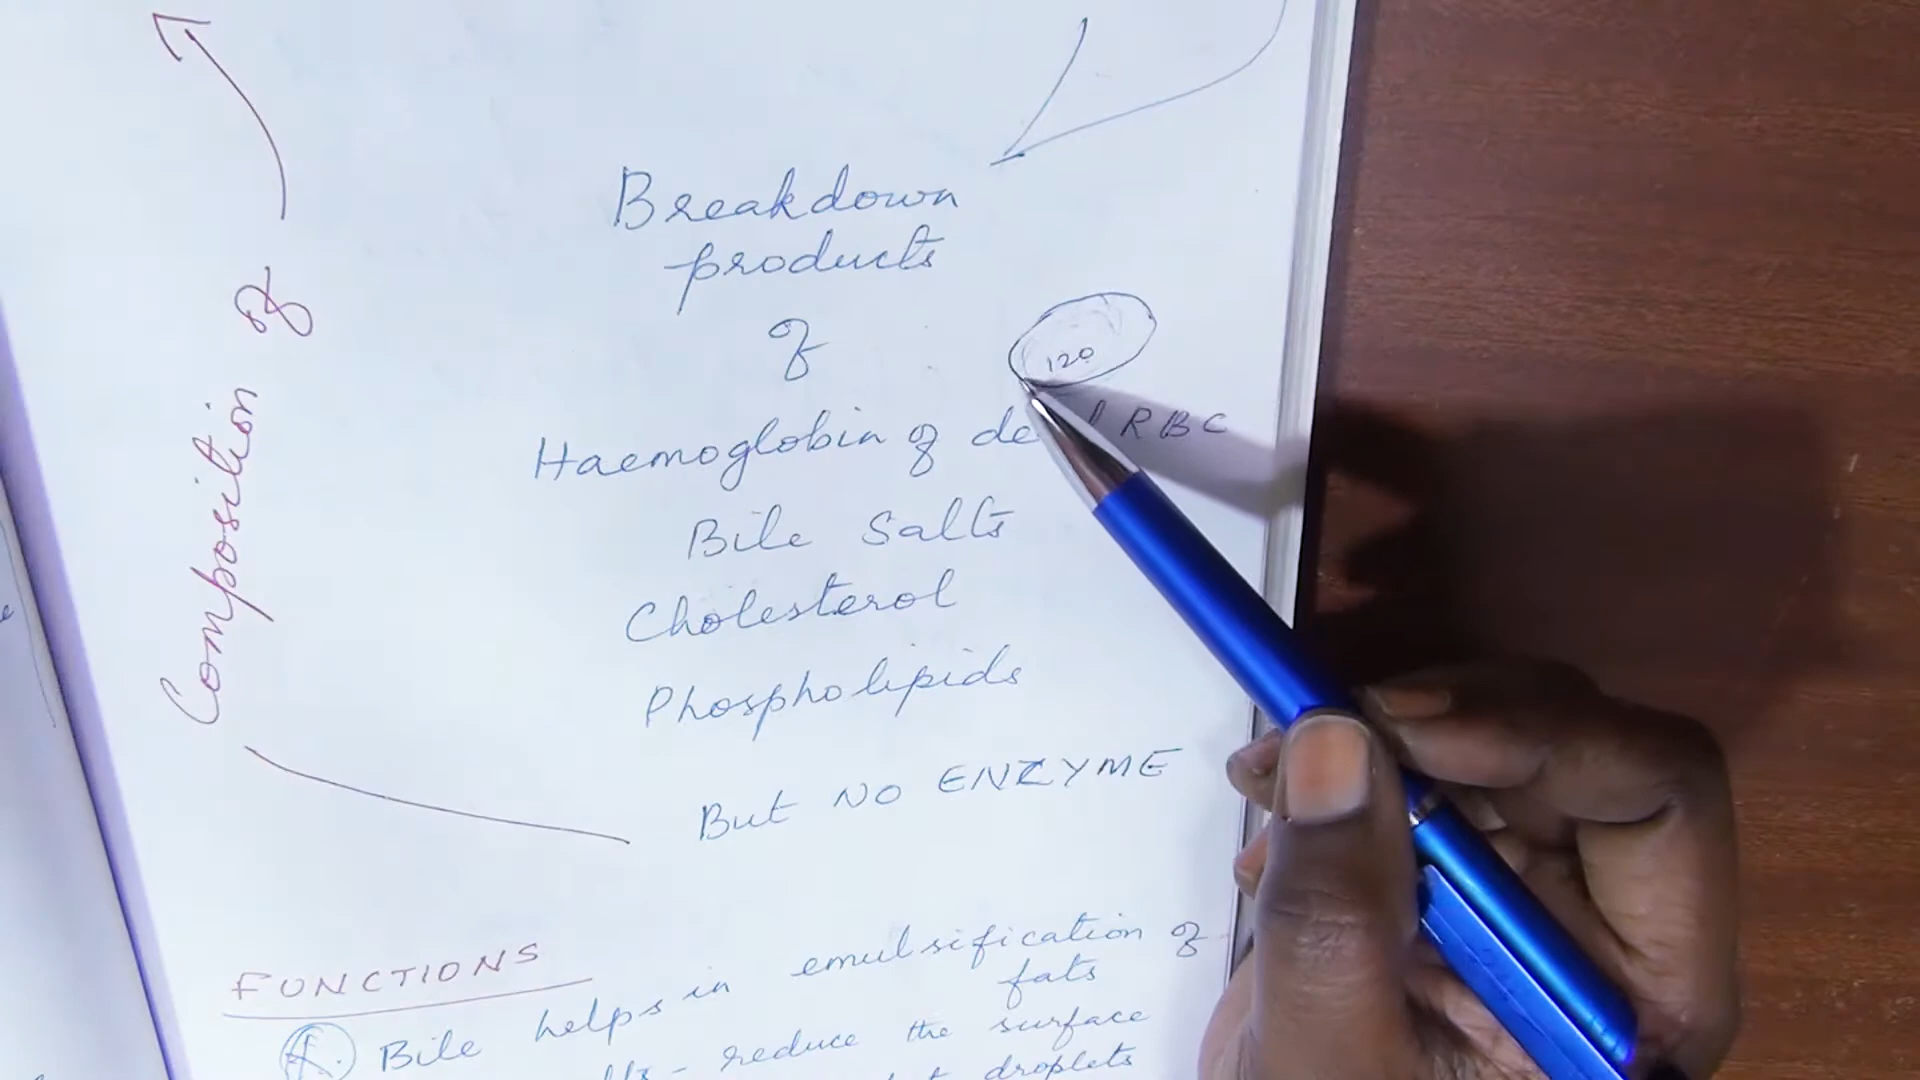 Composition of
Breakdown
products
of
120
Haemoglobin of de RBC
Bile Salts
Cholesterol
Phospholipids
But NO ENZYME
FUNCTIONS
Bile helps in emulsification of
fats
- reduce the surface
droplets